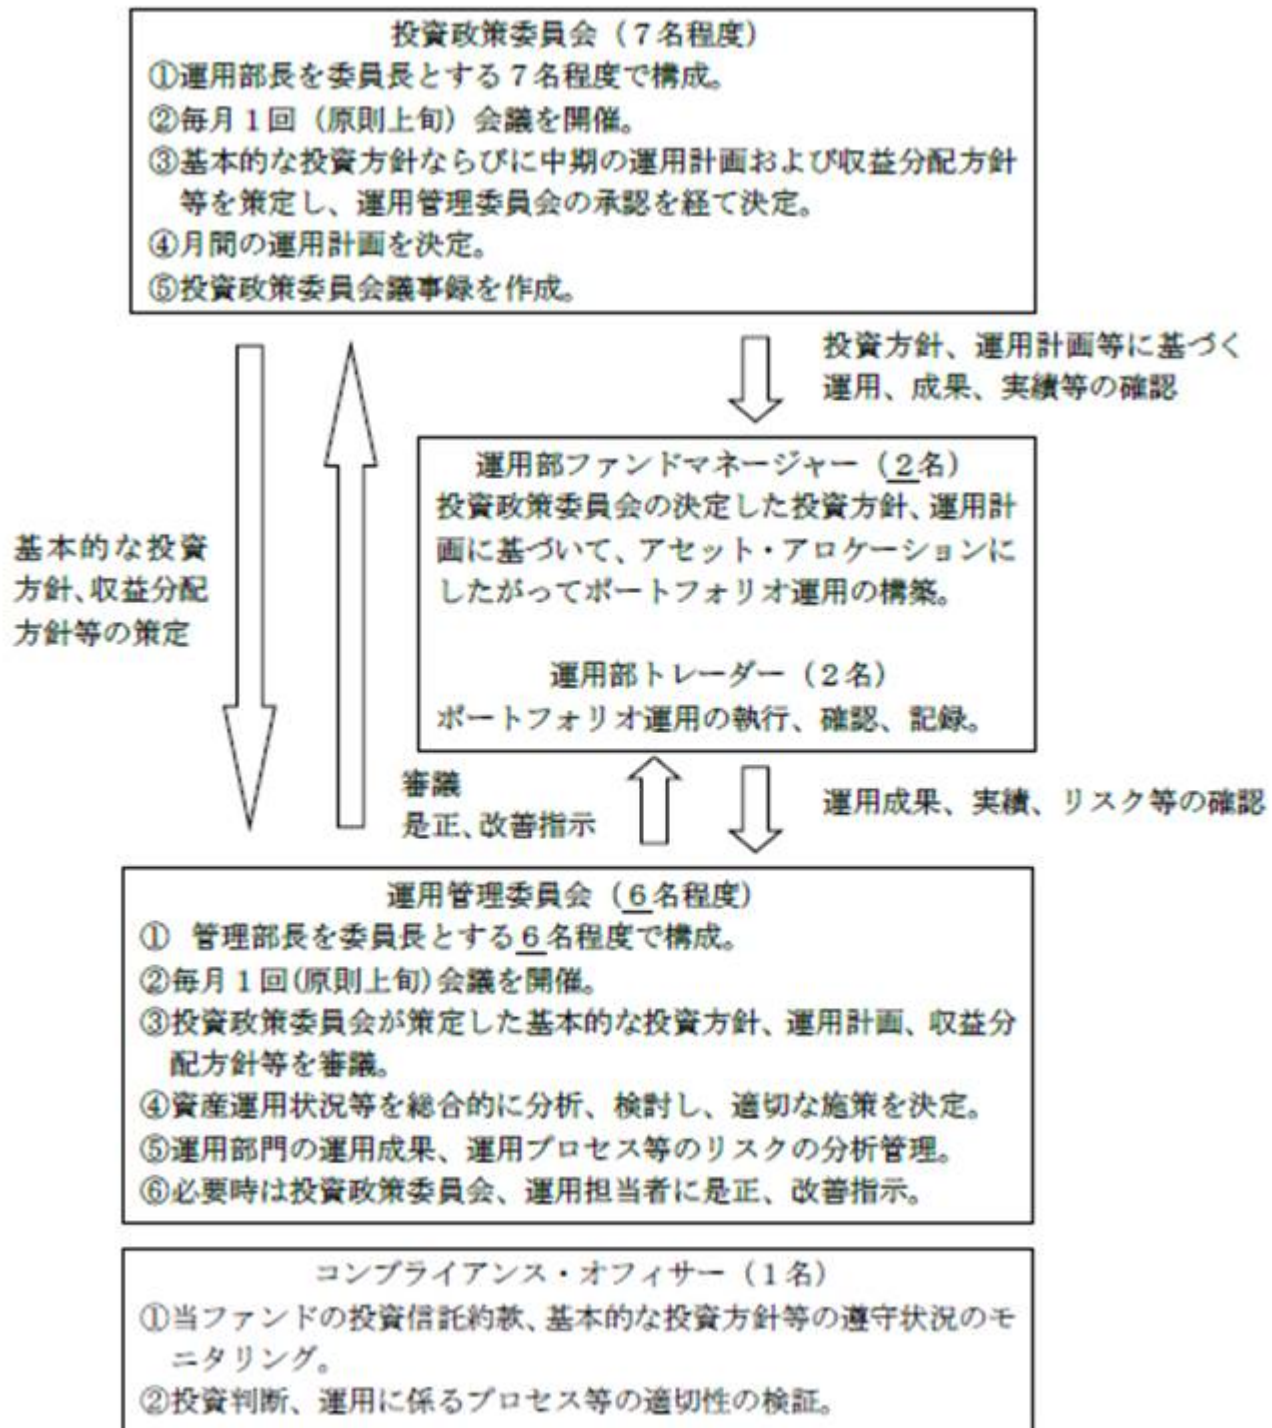 投資政策委員会（７名程度）
①運用部長を委員長とする７名程度で構成。
②毎月１回（原則上旬）会議を開催。
③基本的な投資方針ならびに中期の運用計画および収益分配方針
等を策定し、運用管理委員会の承認を経て決定。
④月間の運用計画を決定。
⑤投資政策委員会議事録を作成。
投資方針、運用計画等に基づく
運用、成果、実績等の確認
運用部ファンドマネージャー（２名）
投資政策委員会の決定した投資方針、運用計
画に基づいて、アセット・アロケーションに
したがってポートフォリオ運用の構築。
運用部トレーダー（２名）
ポートフォリオ運用の執行、確認、記録。
基本的な投資
方針、収益分配
方針等の策定
審議
是正、改善指示
運用成果、実績、リスク等の確認
運用管理委員会（６名程度）
① 管理部長を委員長とする６名程度で構成。
②毎月１回(原則上旬)会議を開催。
③投資政策委員会が策定した基本的な投資方針、運用計画、収益分
配方針等を審議。
④資産運用状況等を総合的に分析、検討し、適切な施策を決定。
⑤運用部門の運用成果、運用プロセス等のリスクの分析管理。
⑥必要時は投資政策委員会、運用担当者に是正、改善指示。
コンプライアンス・オフィサー（１名）
①当ファンドの投資信託約款、基本的な投資方針等の遵守状況のモ
ニタリング。
②投資判断、運用に係るプロセス等の適切性の検証。